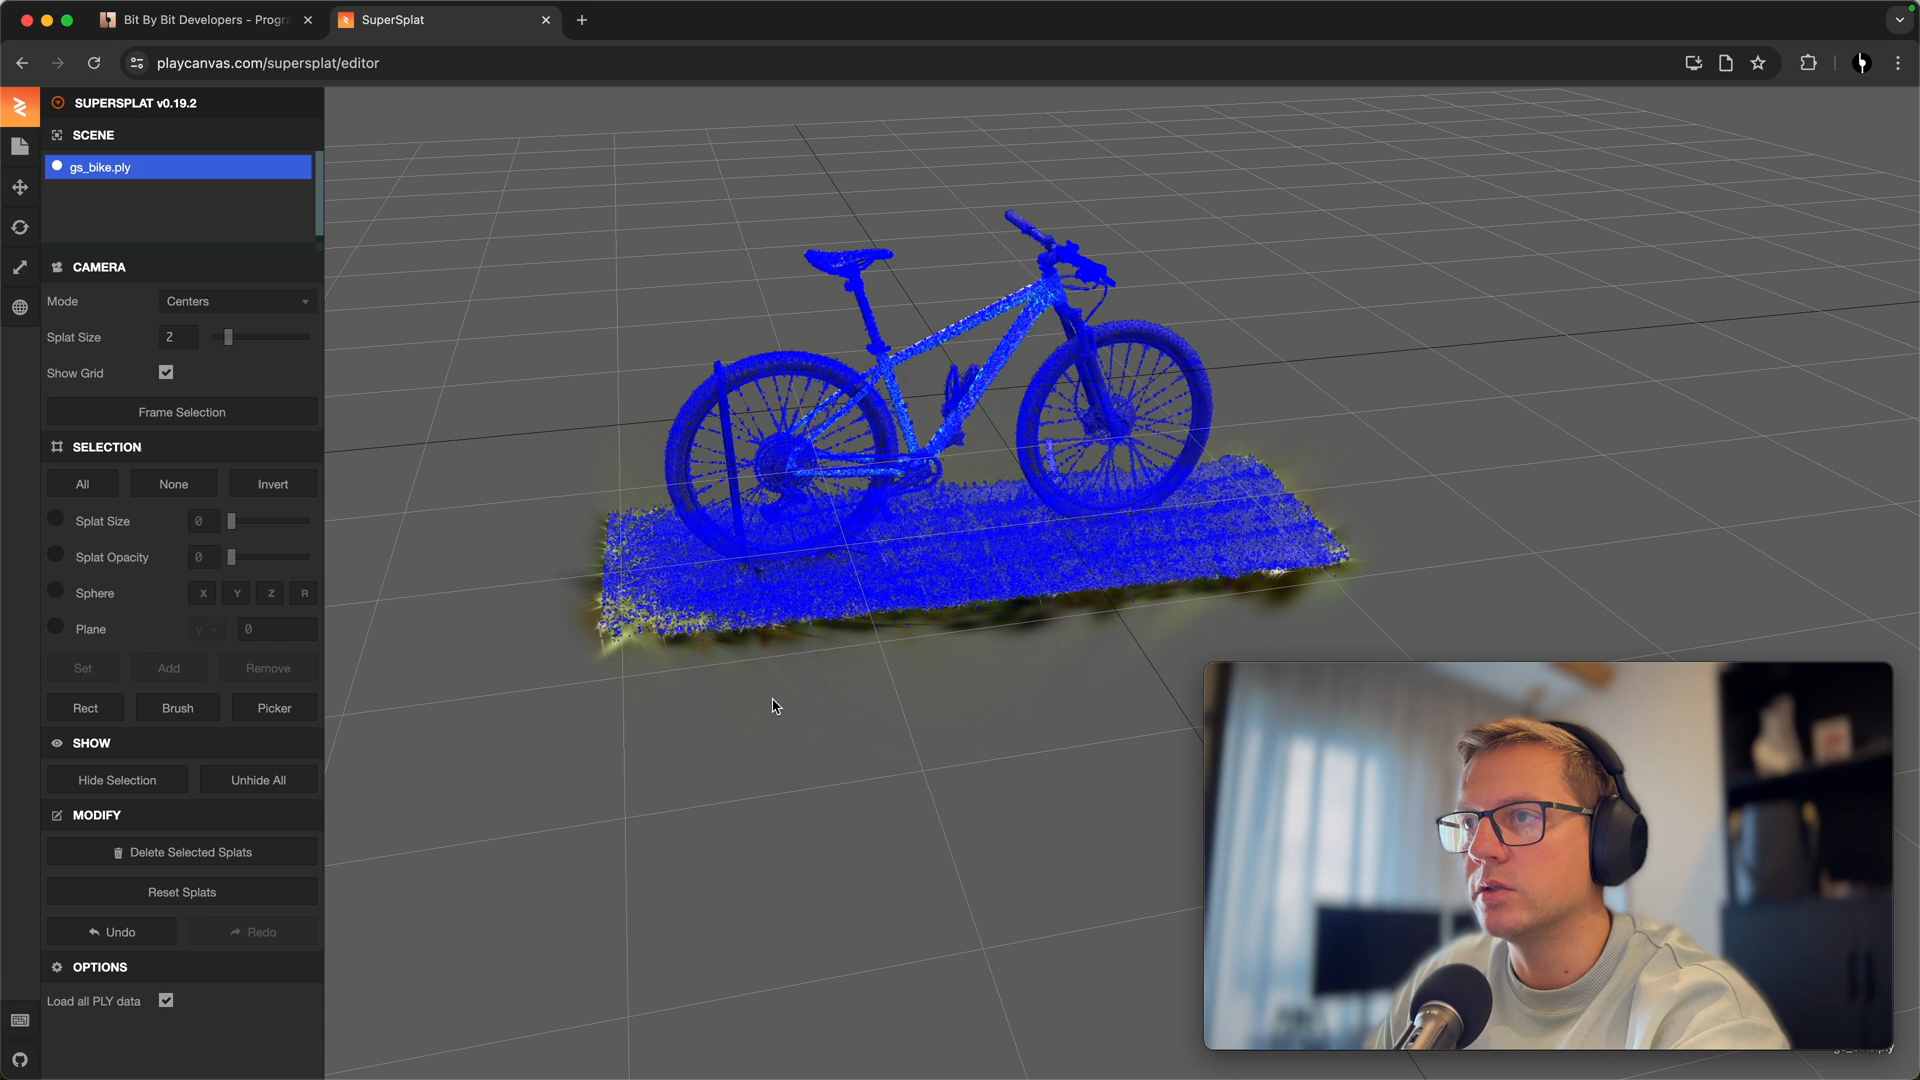 Bit By Bit Developers - Progra
SuperSplat
playcanvas.com/supersplat/editor
SUPERSPLAT v0.19.2
SCENE
gs_bike.ply
CAMERA
Mode
Centers
Splat Size
2
Show Grid
Frame Selection
SELECTION
All
None
Invert
Splat Size
0
Splat Opacity
0
Sphere
X
Y
Z
R
Plane
y
0
Set
Add
Remove
Rect
Brush
Picker
SHOW
Hide Selection
Unhide All
MODIFY
Delete Selected Splats
Reset Splats
Undo
Redo
OPTIONS
Load all PLY data